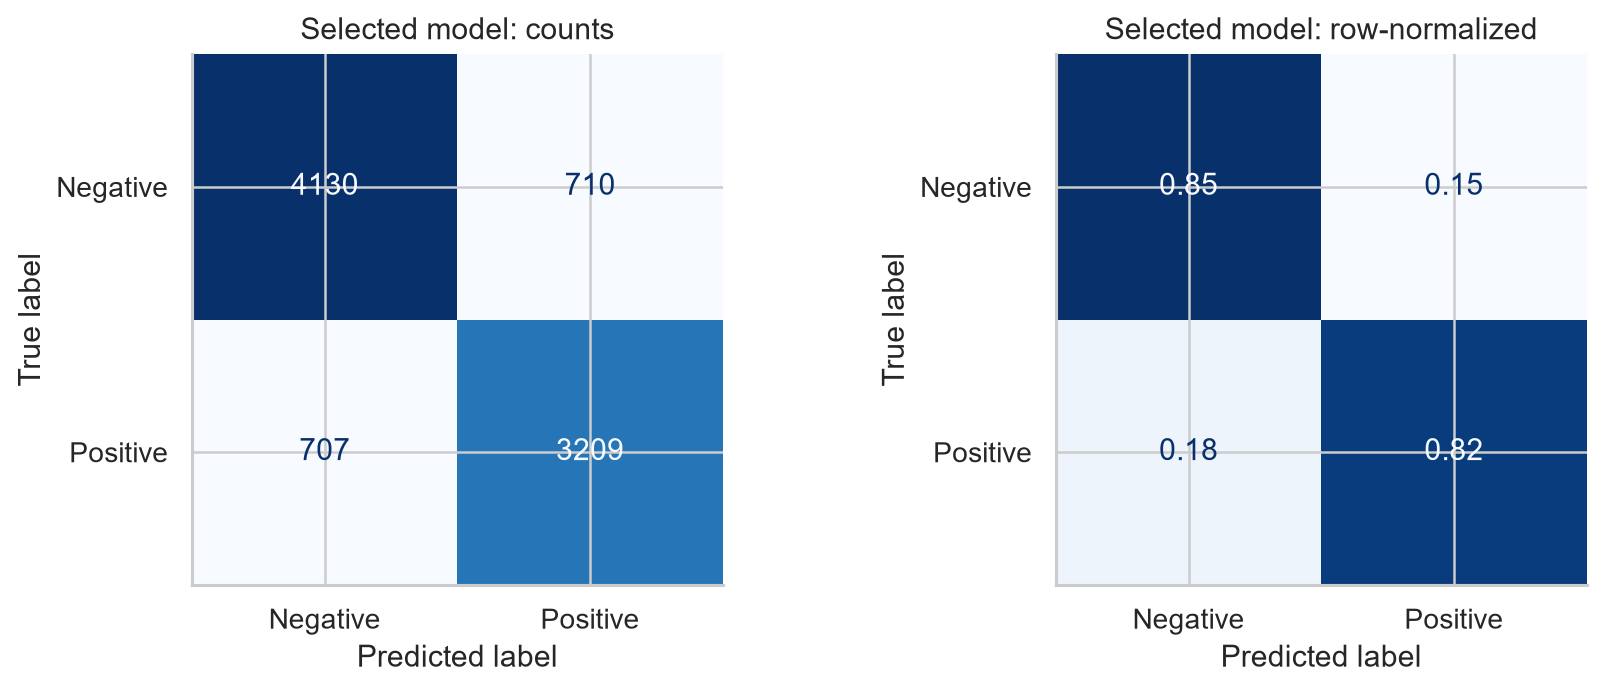 Selected model: counts
True label
Negative
4130
710
Positive
707
3209
Negative
Positive
Predicted label
Selected model: row-normalized
True label
Negative
0.85
0.15
Positive
0.18
0.82
Negative
Positive
Predicted label